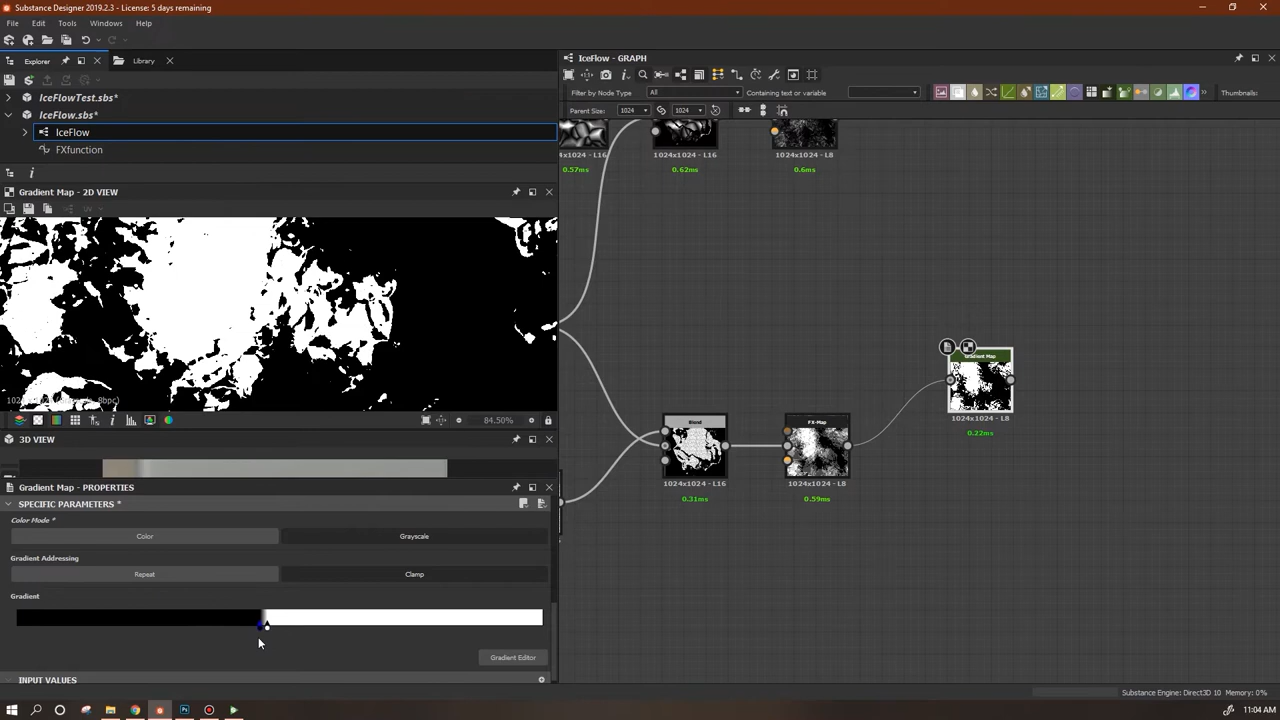 Substance Designer 2019.2.3 - License: 5 days remaining
File Edit Tools Windows Help
Explorer Library
IceFlow - GRAPH
Filter by Node Type All Containing text or variable Thumbnails:
Parent Size: 1024 1024
IceFlowTest.sbs*
IceFlow.sbs*
IceFlow
FXfunction
1024x1024 - L16 1024x1024 - L8
0.57ms 0.62ms 0.6ms
Gradient Map - 2D VIEW
84.50%
3D VIEW
Gradient Map - PROPERTIES
SPECIFIC PARAMETERS *
Color Mode *
Color Grayscale
Gradient Addressing
Repeat Clamp
Gradient
Gradient Editor
INPUT VALUES
Gradient Map
1024x1024 - L8
0.22ms
Blend FX-Map
1024x1024 - L16 1024x1024 - L8
0.31ms 0.59ms
Substance Engine: Direct3D 10 Memory: 0%
11:04 AM